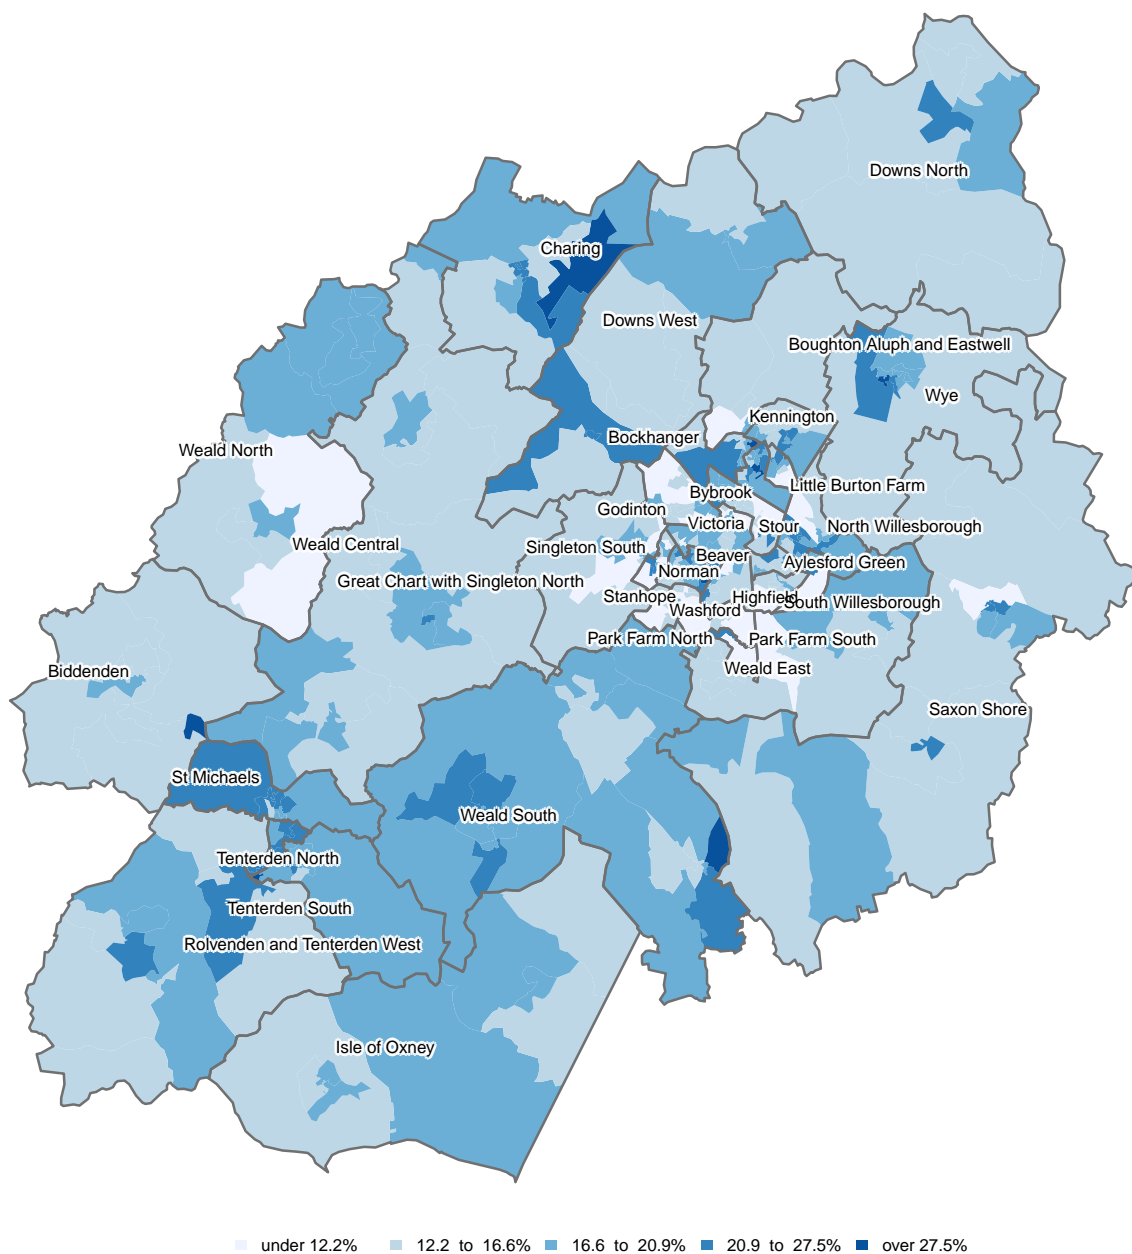 Downs North
Charing
Downs West
Boughton Aluph and Eastwell
Wye
Kennington
Bockhanger
Weald North
Little Burton Farm
Bybrook
Godinton
Victoria
Stour
North Willesborough
Weald Central
Singleton South
Beaver
Aylesford Green
Norman
Great Chart with Singleton North
Stanhope
Highfield
South Willesborough
Washford
Park Farm North
Park Farm South
Biddenden
Weald East
Saxon Shore
St Michaels
Weald South
Tenterden North
Tenterden South
Rolvenden and Tenterden West
Isle of Oxney
under 12.2% 12.2 to 16.6% 16.6 to 20.9% 20.9 to 27.5% over 27.5%